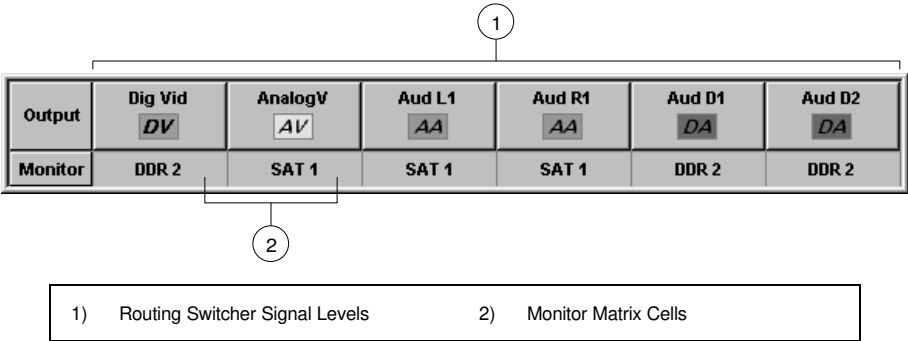 1
Output Dig Vid AnalogV Aud L1 Aud R1 Aud D1 Aud D2
DV AV AA AA DA DA
Monitor DDR 2 SAT 1 SAT 1 SAT 1 DDR 2 DDR 2
2
1) Routing Switcher Signal Levels 2) Monitor Matrix Cells